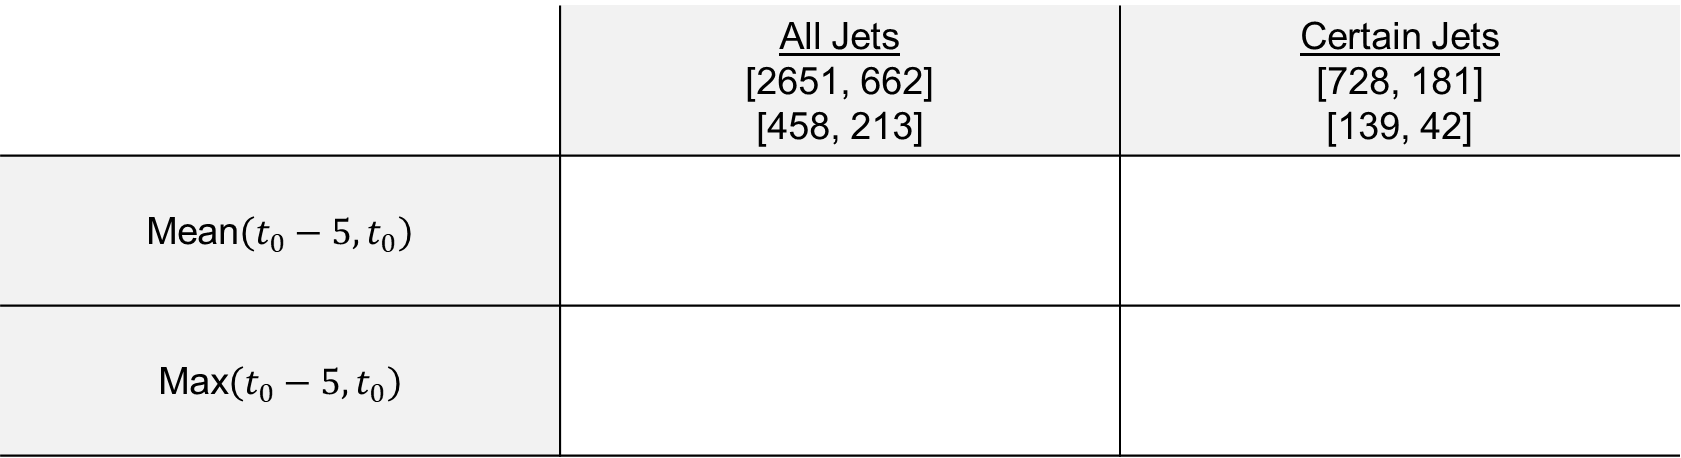 All Jets
[2651, 662]
[458, 213]
Certain Jets
[728, 181]
[139, 42]
Mean(𝑡₀ − 5, 𝑡₀)
Max(𝑡₀ − 5, 𝑡₀)